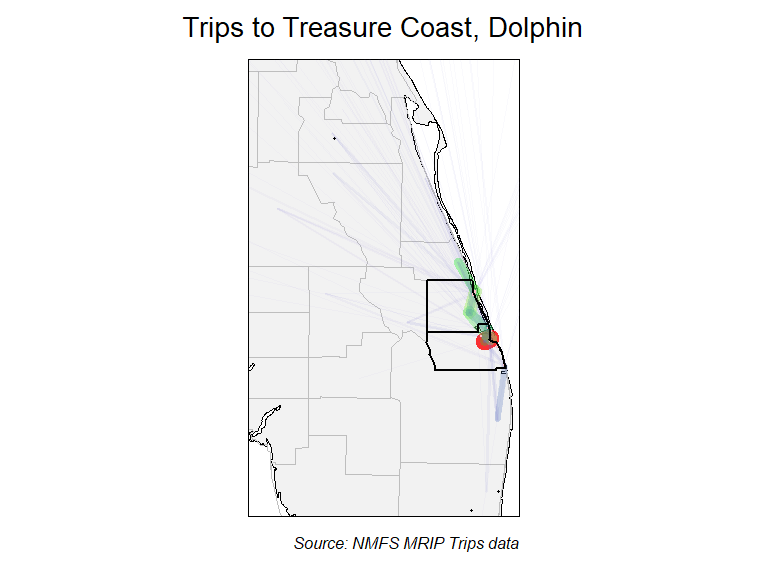 Trips to Treasure Coast, Dolphin
Source: NMFS MRIP Trips data